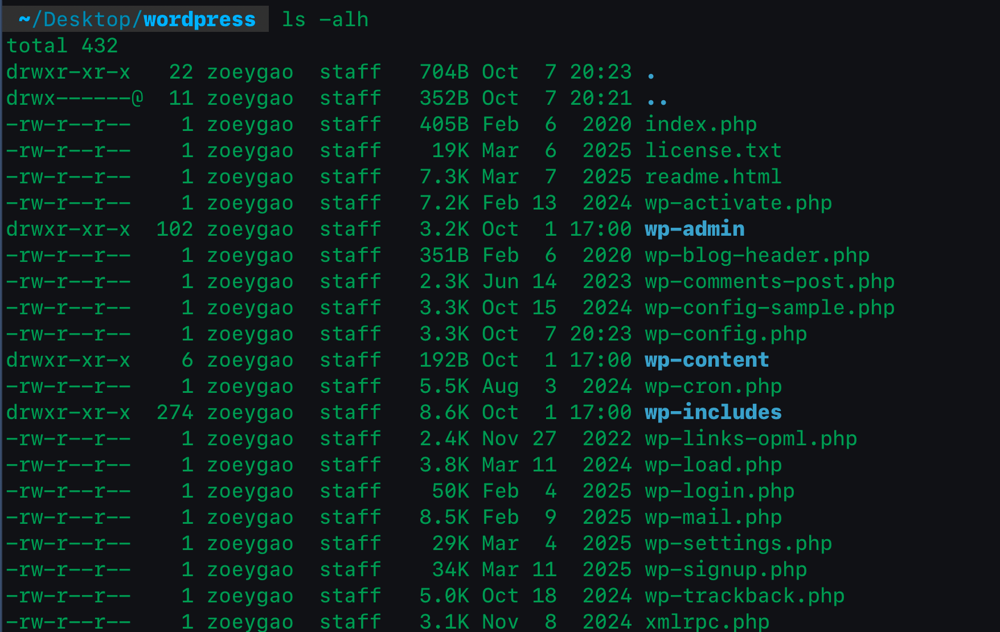 ~/Desktop/wordpress ls -alh
total 432
drwxr-xr-x   22 zoeygao  staff   704B Oct  7 20:23 .
drwx------@  11 zoeygao  staff   352B Oct  7 20:21 ..
-rw-r--r--    1 zoeygao  staff   405B Feb  6  2020 index.php
-rw-r--r--    1 zoeygao  staff    19K Mar  6  2025 license.txt
-rw-r--r--    1 zoeygao  staff   7.3K Mar  7  2025 readme.html
-rw-r--r--    1 zoeygao  staff   7.2K Feb 13  2024 wp-activate.php
drwxr-xr-x  102 zoeygao  staff   3.2K Oct  1 17:00 wp-admin
-rw-r--r--    1 zoeygao  staff   351B Feb  6  2020 wp-blog-header.php
-rw-r--r--    1 zoeygao  staff   2.3K Jun 14  2023 wp-comments-post.php
-rw-r--r--    1 zoeygao  staff   3.3K Oct 15  2024 wp-config-sample.php
-rw-r--r--    1 zoeygao  staff   3.3K Oct  7 20:23 wp-config.php
drwxr-xr-x    6 zoeygao  staff   192B Oct  1 17:00 wp-content
-rw-r--r--    1 zoeygao  staff   5.5K Aug  3  2024 wp-cron.php
drwxr-xr-x  274 zoeygao  staff   8.6K Oct  1 17:00 wp-includes
-rw-r--r--    1 zoeygao  staff   2.4K Nov 27  2022 wp-links-opml.php
-rw-r--r--    1 zoeygao  staff   3.8K Mar 11  2024 wp-load.php
-rw-r--r--    1 zoeygao  staff    50K Feb  4  2025 wp-login.php
-rw-r--r--    1 zoeygao  staff   8.5K Feb  9  2025 wp-mail.php
-rw-r--r--    1 zoeygao  staff    29K Mar  4  2025 wp-settings.php
-rw-r--r--    1 zoeygao  staff    34K Mar 11  2025 wp-signup.php
-rw-r--r--    1 zoeygao  staff   5.0K Oct 18  2024 wp-trackback.php
-rw-r--r--    1 zoeygao  staff   3.1K Nov  8  2024 xmlrpc.php